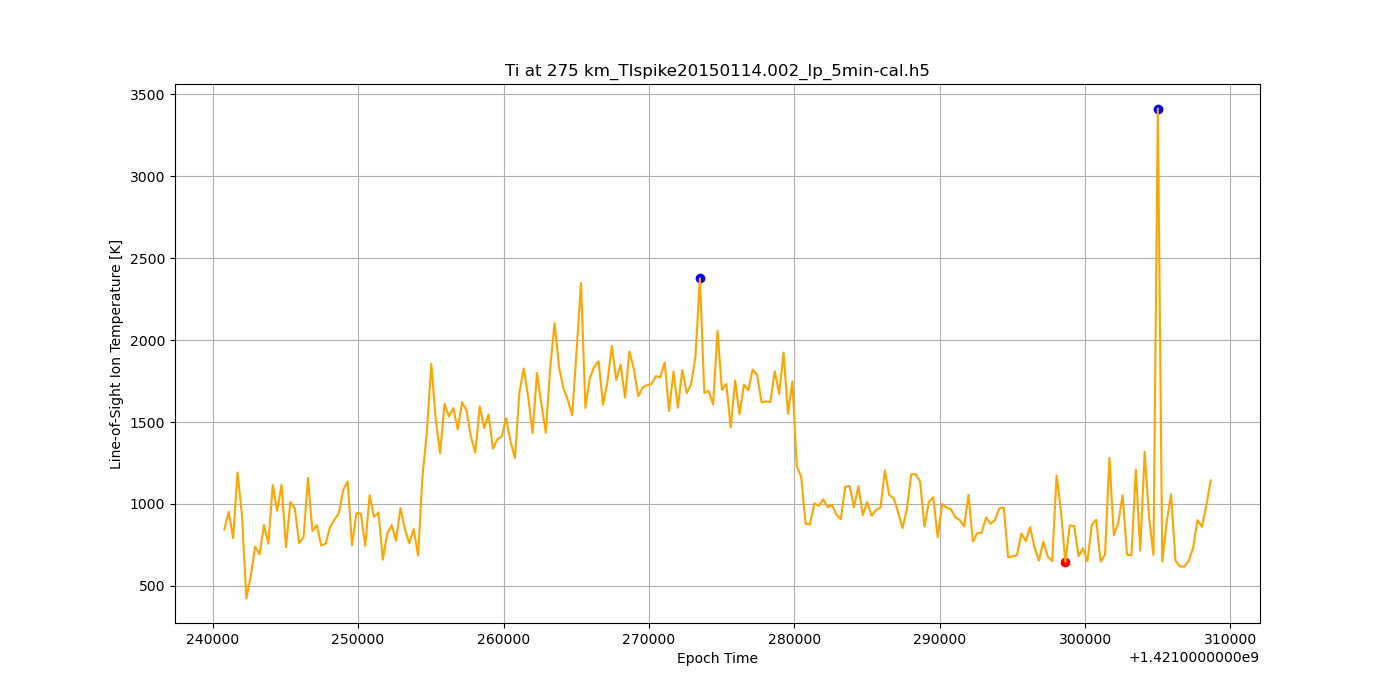 Ti at 275 km_TIspike20150114.002_lp_5min-cal.h5
3500
3000
2500
2000
1500
1000
500
Line-of-Sight Ion Temperature [K]
240000 250000 260000 270000 280000 290000 300000 310000
Epoch Time
+1.4210000000e9